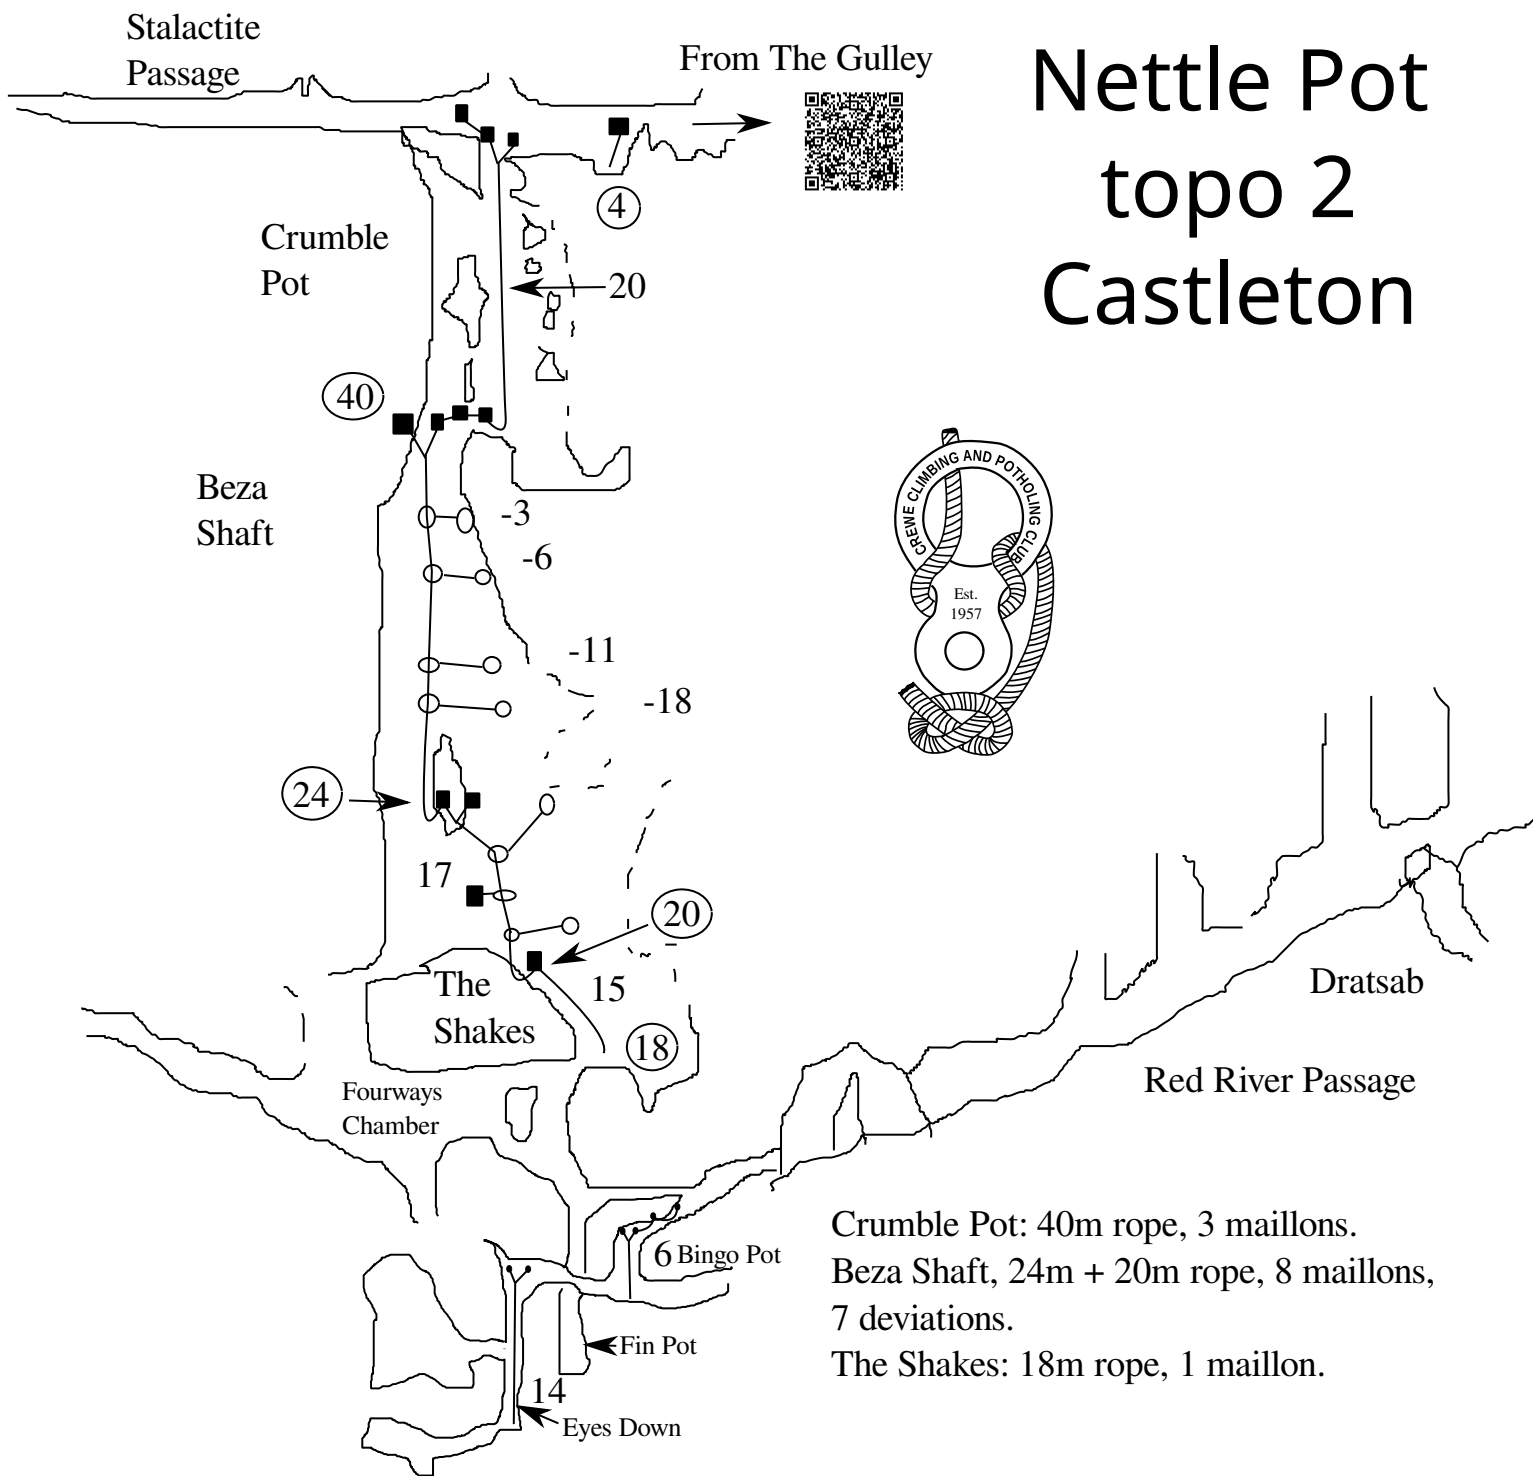 Stalactite
Passage
From The Gulley
Nettle Pot
topo 2
Castleton
4
Crumble
Pot
20
40
CREWE CLIMBING AND POTHOLING CLUB
Est.
1957
Beza
Shaft
-3
-6
-11
-18
24
17
20
The
Shakes
15
18
Dratsab
Red River Passage
Fourways
Chamber
6 Bingo Pot
Fin Pot
14
Eyes Down
Crumble Pot: 40m rope, 3 maillons.
Beza Shaft, 24m + 20m rope, 8 maillons,
7 deviations.
The Shakes: 18m rope, 1 maillon.